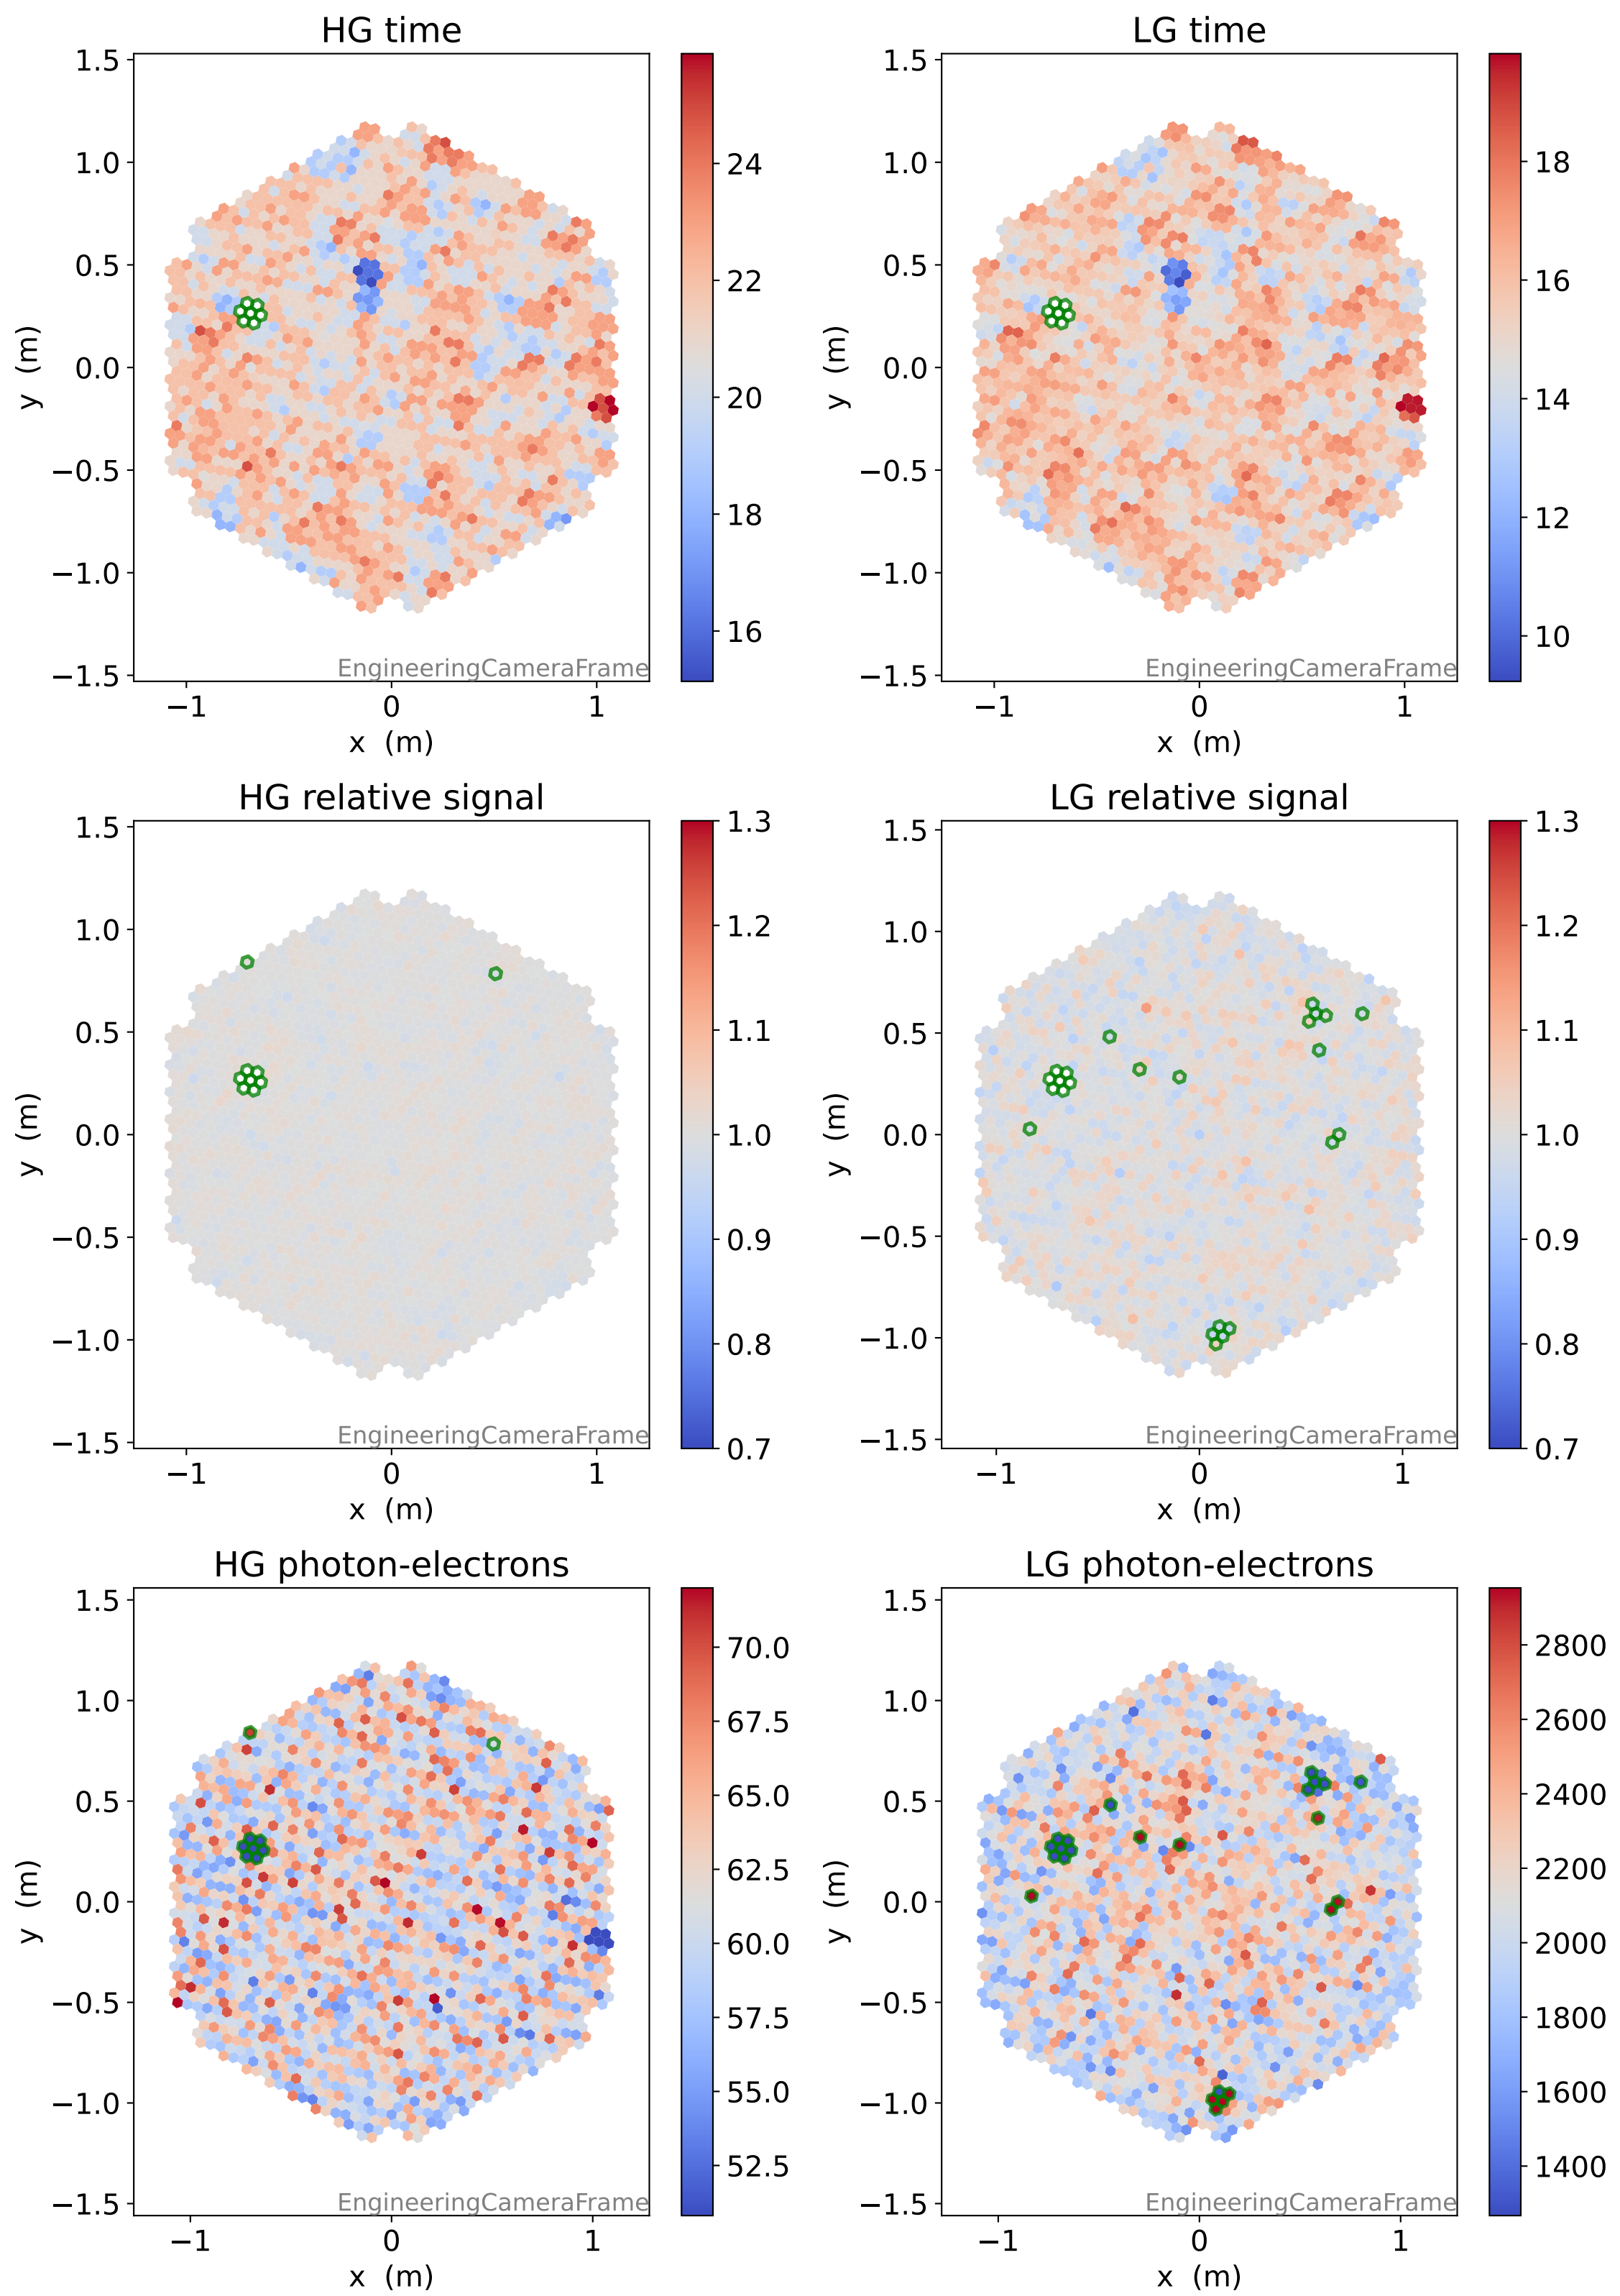 HG time
1.5
1.0
0.5
0.0
−0.5
−1.0
−1.5
y (m)
EngineeringCameraFrame
−1 0 1
x (m)
24
22
20
18
16
LG time
1.5
1.0
0.5
0.0
−0.5
−1.0
−1.5
y (m)
EngineeringCameraFrame
−1 0 1
x (m)
18
16
14
12
10
HG relative signal
1.5
1.0
0.5
0.0
−0.5
−1.0
−1.5
y (m)
EngineeringCameraFrame
−1 0 1
x (m)
1.3
1.2
1.1
1.0
0.9
0.8
0.7
LG relative signal
1.5
1.0
0.5
0.0
−0.5
−1.0
−1.5
y (m)
EngineeringCameraFrame
−1 0 1
x (m)
1.3
1.2
1.1
1.0
0.9
0.8
0.7
HG photon-electrons
1.5
1.0
0.5
0.0
−0.5
−1.0
−1.5
y (m)
EngineeringCameraFrame
−1 0 1
x (m)
70.0
67.5
65.0
62.5
60.0
57.5
55.0
52.5
LG photon-electrons
1.5
1.0
0.5
0.0
−0.5
−1.0
−1.5
y (m)
EngineeringCameraFrame
−1 0 1
x (m)
2800
2600
2400
2200
2000
1800
1600
1400